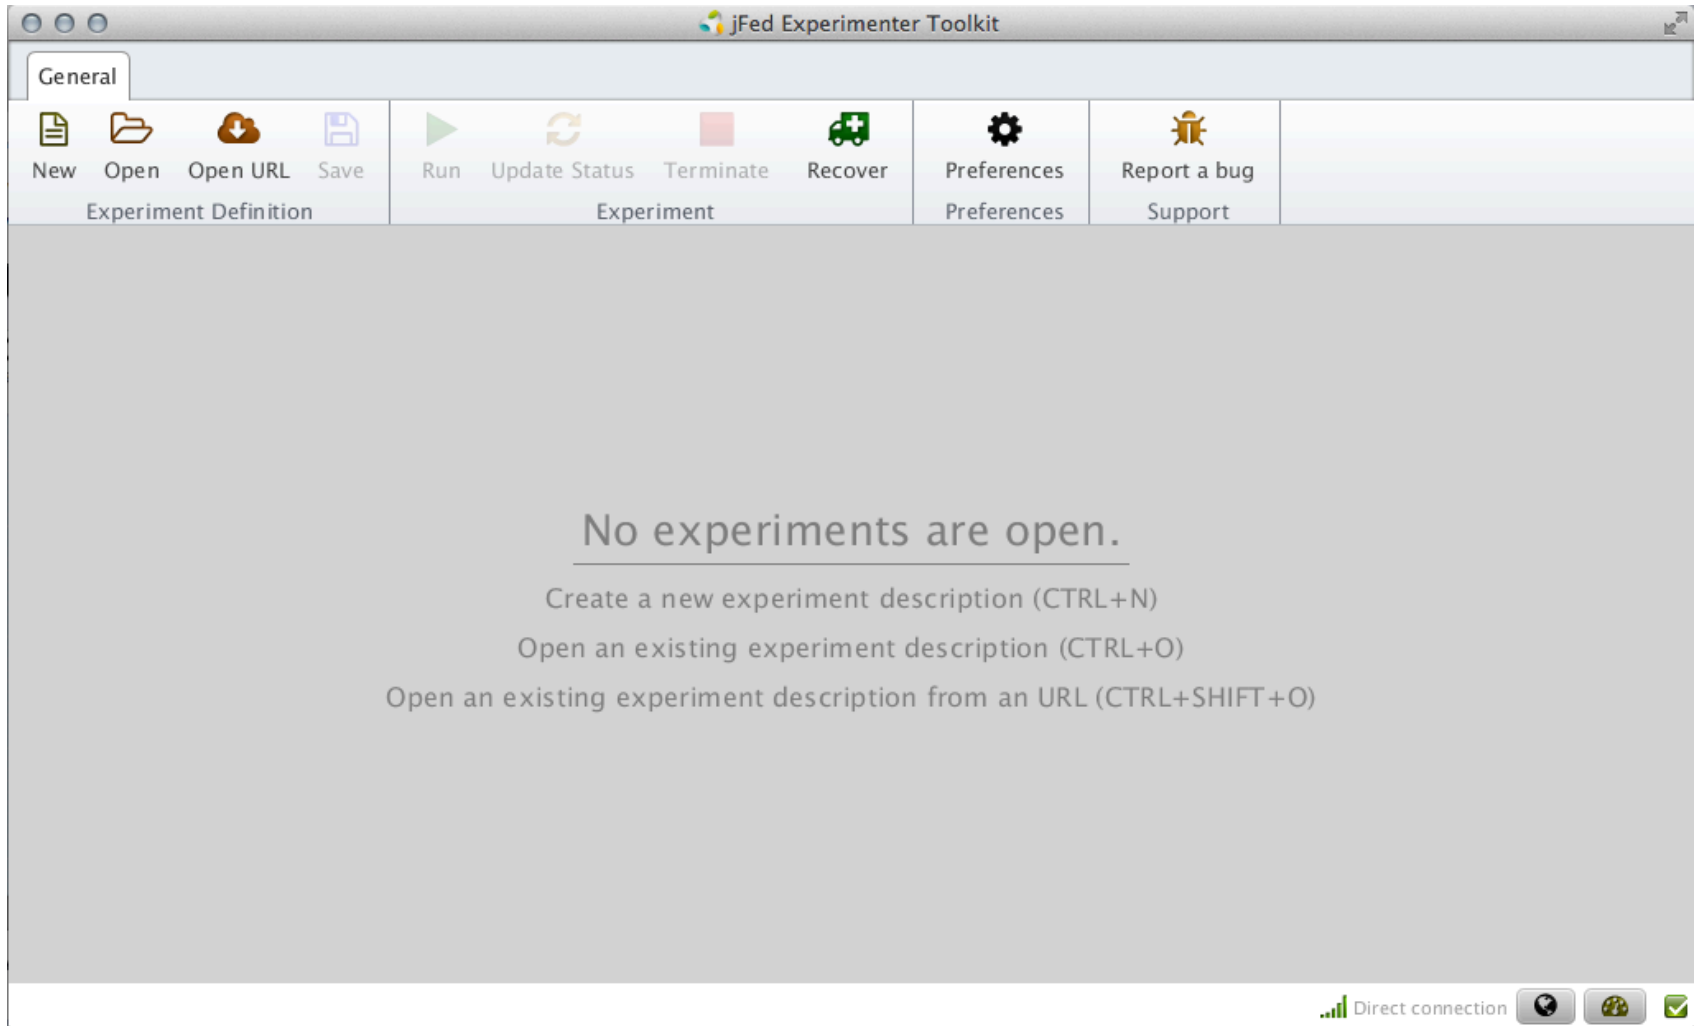 jFed Experimenter Toolkit
General
New Open Open URL Save Run Update Status Terminate Recover Preferences Report a bug
Experiment Definition Experiment Preferences Support
No experiments are open.
Create a new experiment description (CTRL+N)
Open an existing experiment description (CTRL+O)
Open an existing experiment description from an URL (CTRL+SHIFT+O)
Direct connection